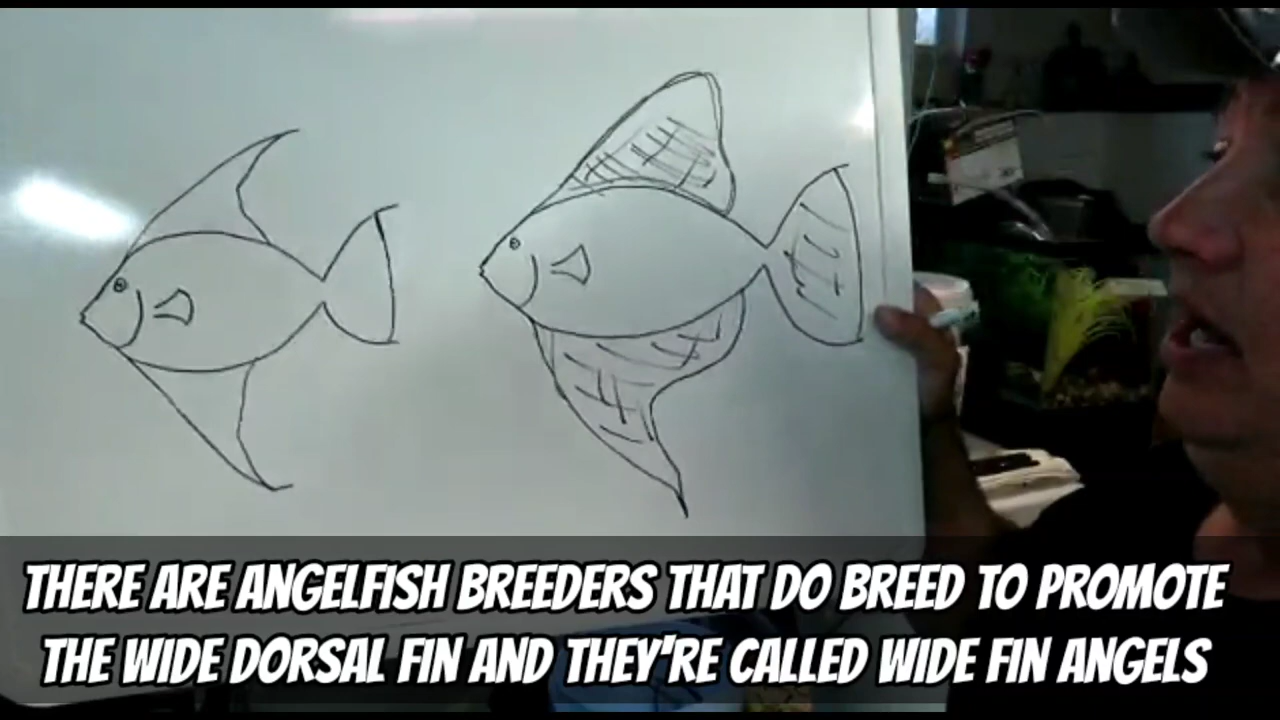 THERE ARE ANGELFISH BREEDERS THAT DO BREED TO PROMOTE
THE WIDE DORSAL FIN AND THEY'RE CALLED WIDE FIN ANGELS